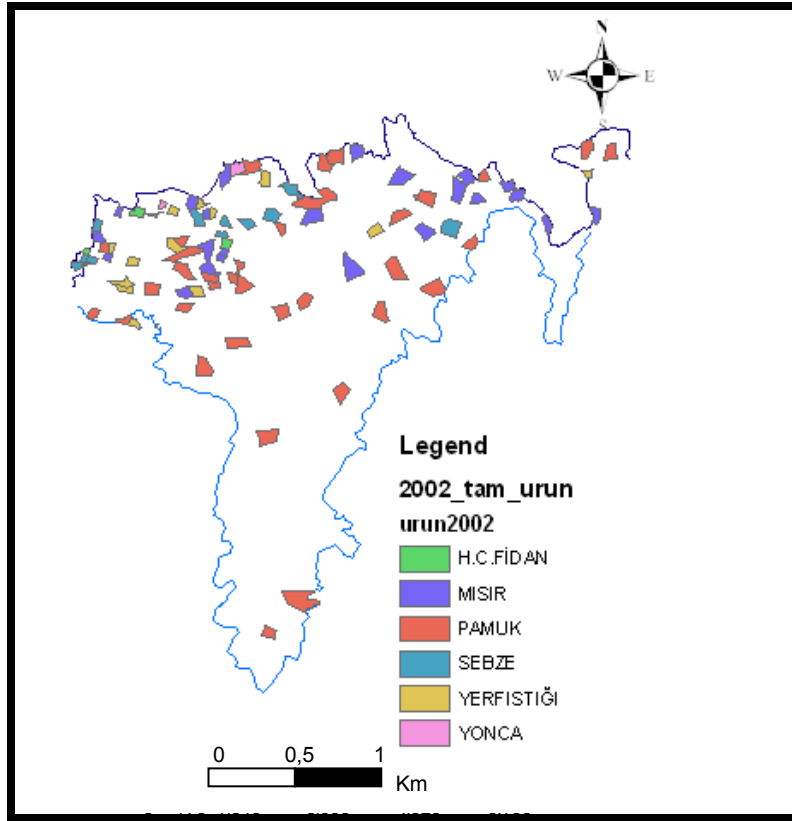 N
W E
S
Legend
2002_tam_urun
urun2002
H.C.FİDAN
MISIR
PAMUK
SEBZE
YERFISTIĞI
YONCA
0 0,5 1
Km